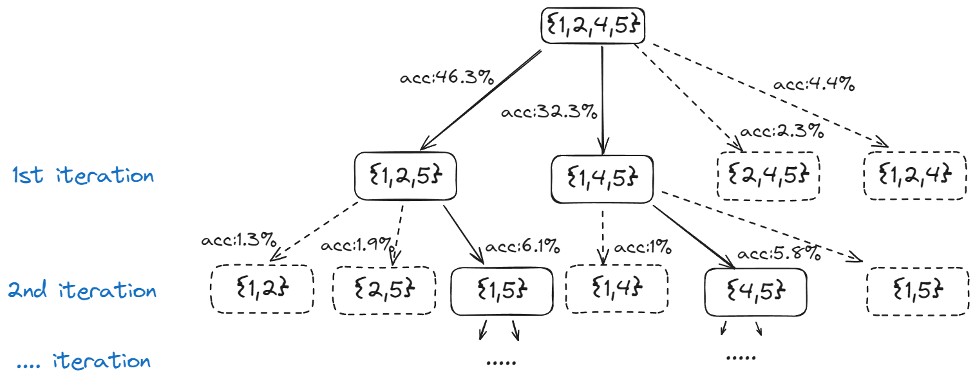 {1,2,4,5}
acc:46.3%
acc:32.3%
acc:2.3%
acc:4.4%
1st iteration
{1,2,5}
{1,4,5}
{2,4,5}
{1,2,4}
acc:1.3%
acc:1.9%
acc:6.1%
acc:1%
acc:5.8%
2nd iteration
{1,2}
{2,5}
{1,5}
{1,4}
{4,5}
{1,5}
.... iteration
.....
.....